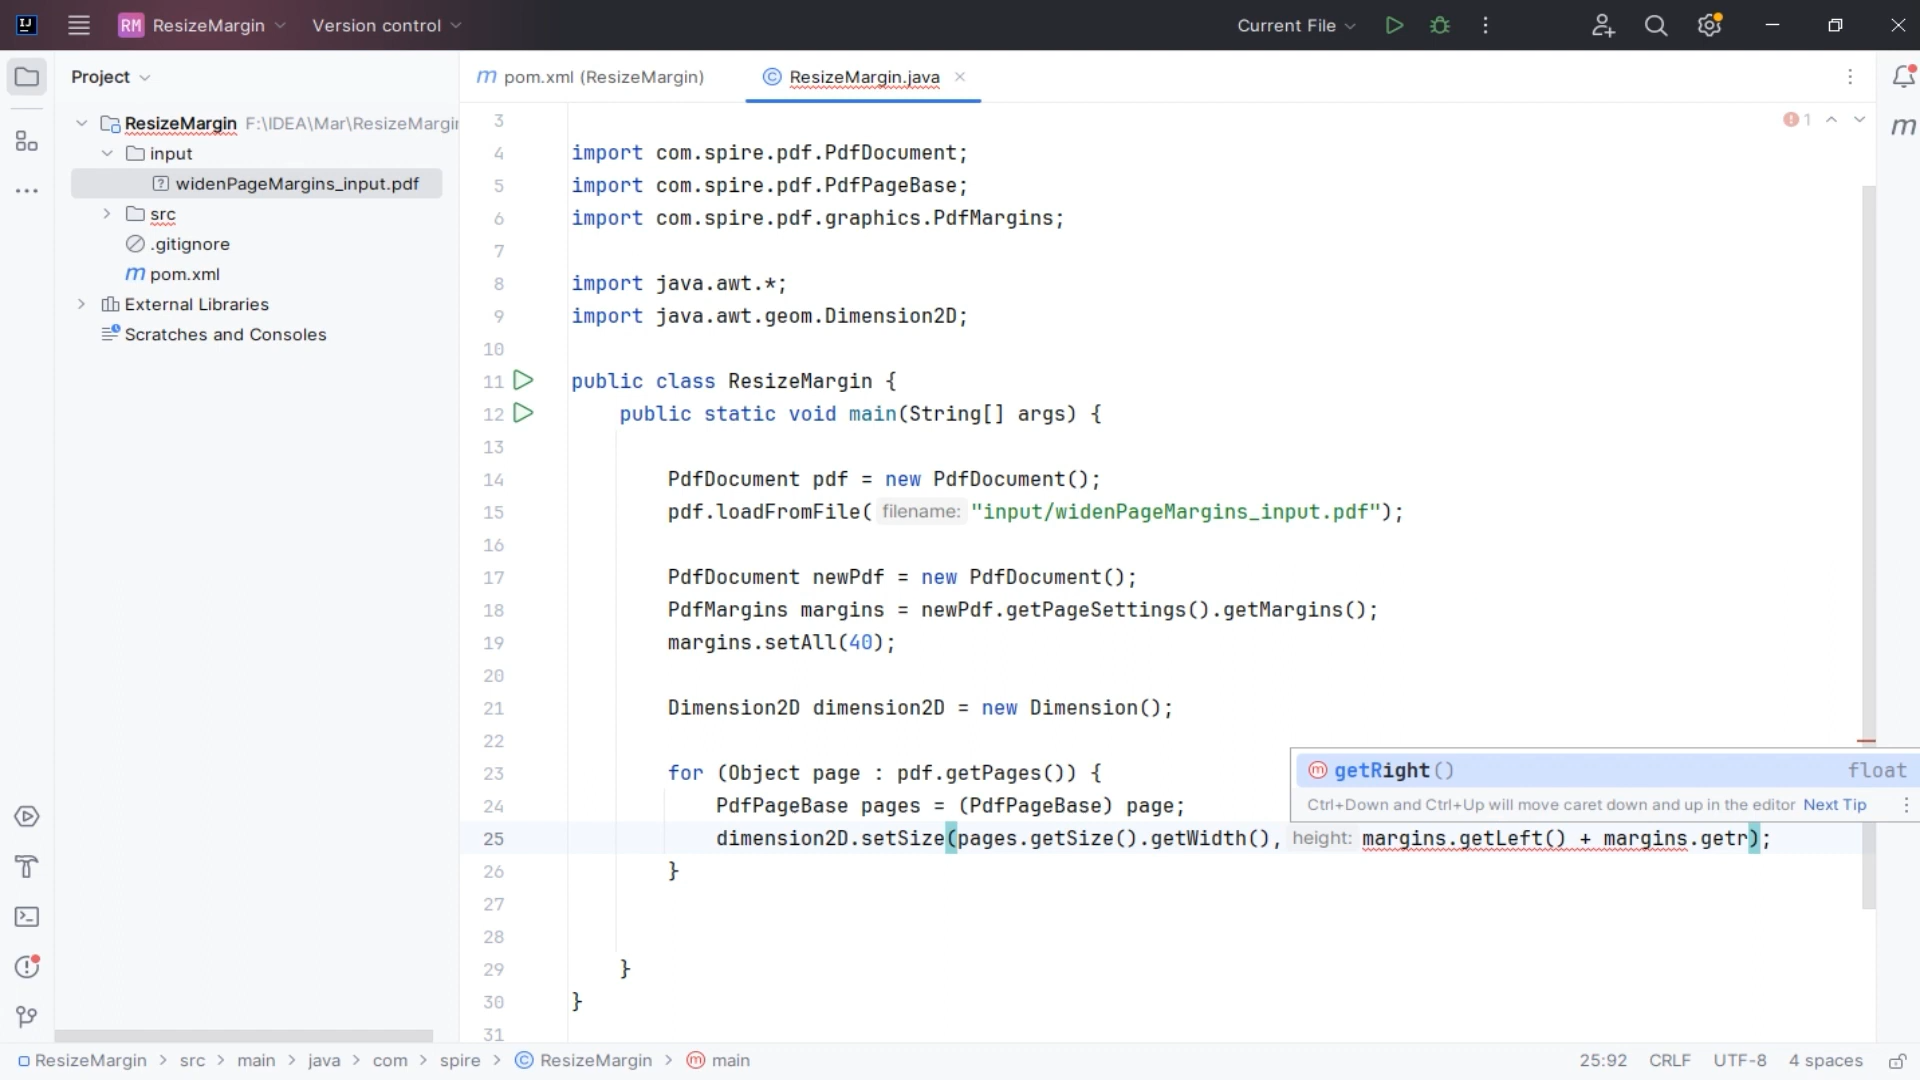 RM ResizeMargin Version control Current File
Project
pom.xml (ResizeMargin) ResizeMargin.java
ResizeMargin F:\IDEA\Mar\ResizeMargin
input
widenPageMargins_input.pdf
src
.gitignore
m pom.xml
External Libraries
Scratches and Consoles
1
3
4 import com.spire.pdf.PdfDocument;
5 import com.spire.pdf.PdfPageBase;
6 import com.spire.pdf.graphics.PdfMargins;
7
8 import java.awt.*;
9 import java.awt.geom.Dimension2D;
10
11 public class ResizeMargin {
12 public static void main(String[] args) {
13
14 PdfDocument pdf = new PdfDocument();
15 pdf.loadFromFile( filename: "input/widenPageMargins_input.pdf");
16
17 PdfDocument newPdf = new PdfDocument();
18 PdfMargins margins = newPdf.getPageSettings().getMargins();
19 margins.setAll(40);
20
21 Dimension2D dimension2D = new Dimension();
22
23 for (Object page : pdf.getPages()) {
24 PdfPageBase pages = (PdfPageBase) page;
25 dimension2D.setSize(pages.getSize().getWidth(), height: margins.getLeft() + margins.getr);
26 }
27
28
29 }
30 }
31
getRight() float
Ctrl+Down and Ctrl+Up will move caret down and up in the editor Next Tip
ResizeMargin > src > main > java > com > spire > ResizeMargin > main 25:92 CRLF UTF-8 4 spaces